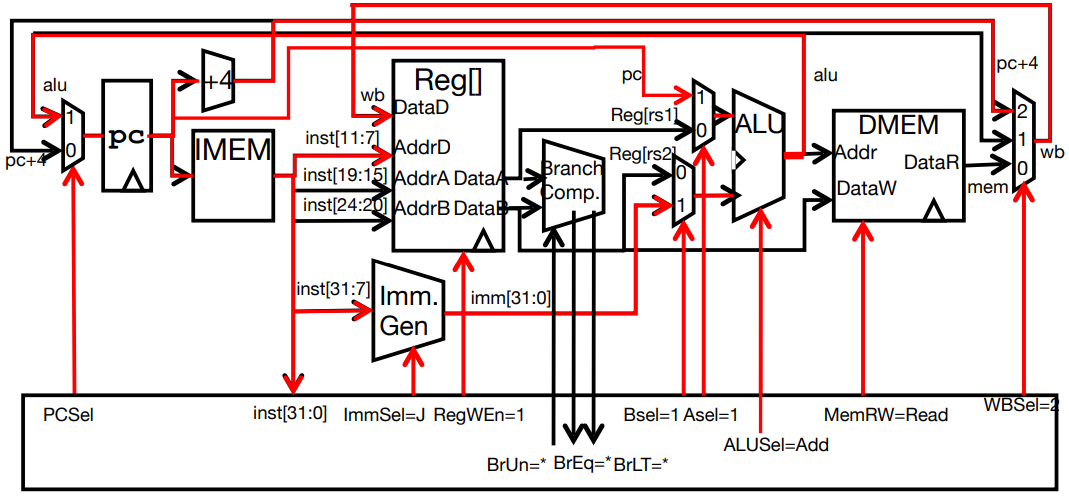 alu
pc+4
1
0
pc
+4
IMEM
Reg[]
wb
DataD
inst[11:7]
AddrD
inst[19:15]
AddrA DataA
inst[24:20]
AddrB DataB
inst[31:7]
Imm.
Gen
imm[31:0]
Branch
Comp.
pc
Reg[rs1]
1
0
Reg[rs2]
0
1
ALU
alu
DMEM
Addr
DataR
DataW
pc+4
2
1
0
mem
wb
PCSel
inst[31:0]
ImmSel=J
RegWEn=1
BrUn=*
BrEq=*
BrLT=*
Bsel=1
Asel=1
ALUSel=Add
MemRW=Read
WBSel=2